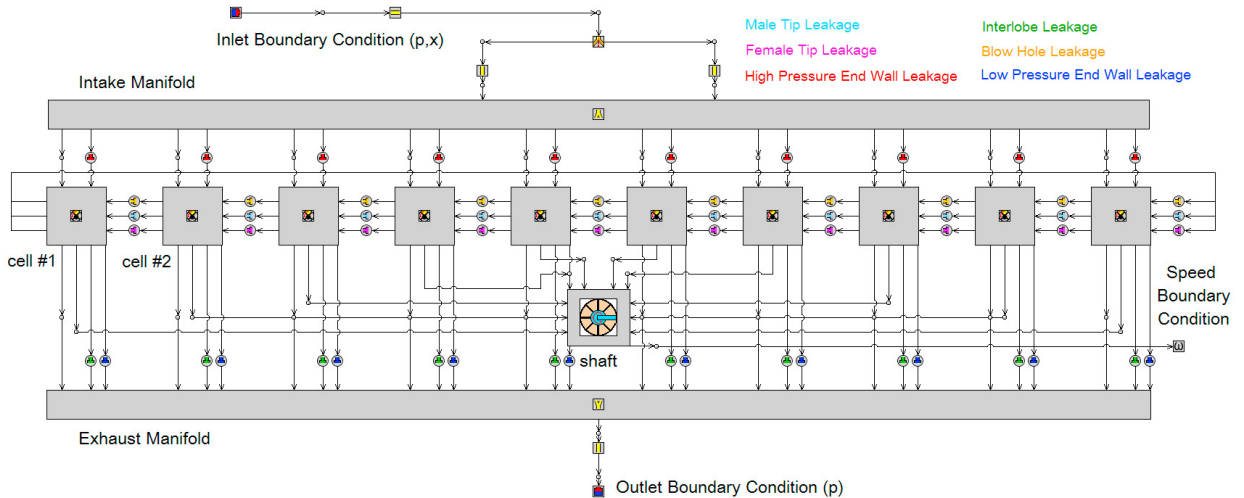 Inlet Boundary Condition (p,x)
Male Tip Leakage
Female Tip Leakage
High Pressure End Wall Leakage
Interlobe Leakage
Blow Hole Leakage
Low Pressure End Wall Leakage
Intake Manifold
cell #1
cell #2
Speed
Boundary
Condition
ω
shaft
Exhaust Manifold
Outlet Boundary Condition (p)